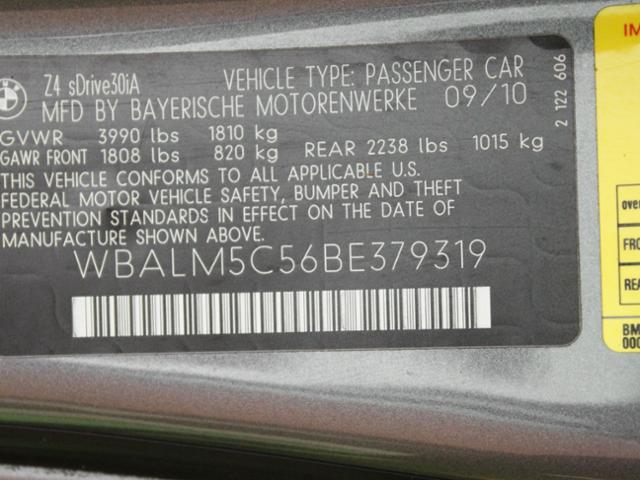 BMW
Z4 sDrive30iA VEHICLE TYPE: PASSENGER CAR
MFD BY BAYERISCHE MOTORENWERKE 09/10
GVWR 3990 lbs 1810 kg
GAWR FRONT 1808 lbs 820 kg REAR 2238 lbs 1015 kg
THIS VEHICLE CONFORMS TO ALL APPLICABLE U.S.
FEDERAL MOTOR VEHICLE SAFETY, BUMPER AND THEFT
PREVENTION STANDARDS IN EFFECT ON THE DATE OF
MANUFACTURE SHOWN ABOVE.
WBALM5C56BE379319
2 122 606